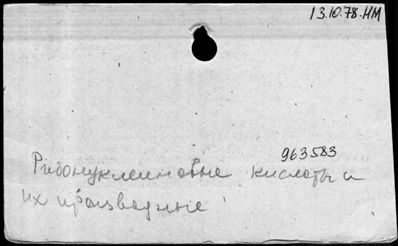 13.10.78.НМ
963583
Рибонуклеиновые кислоты и
их производные